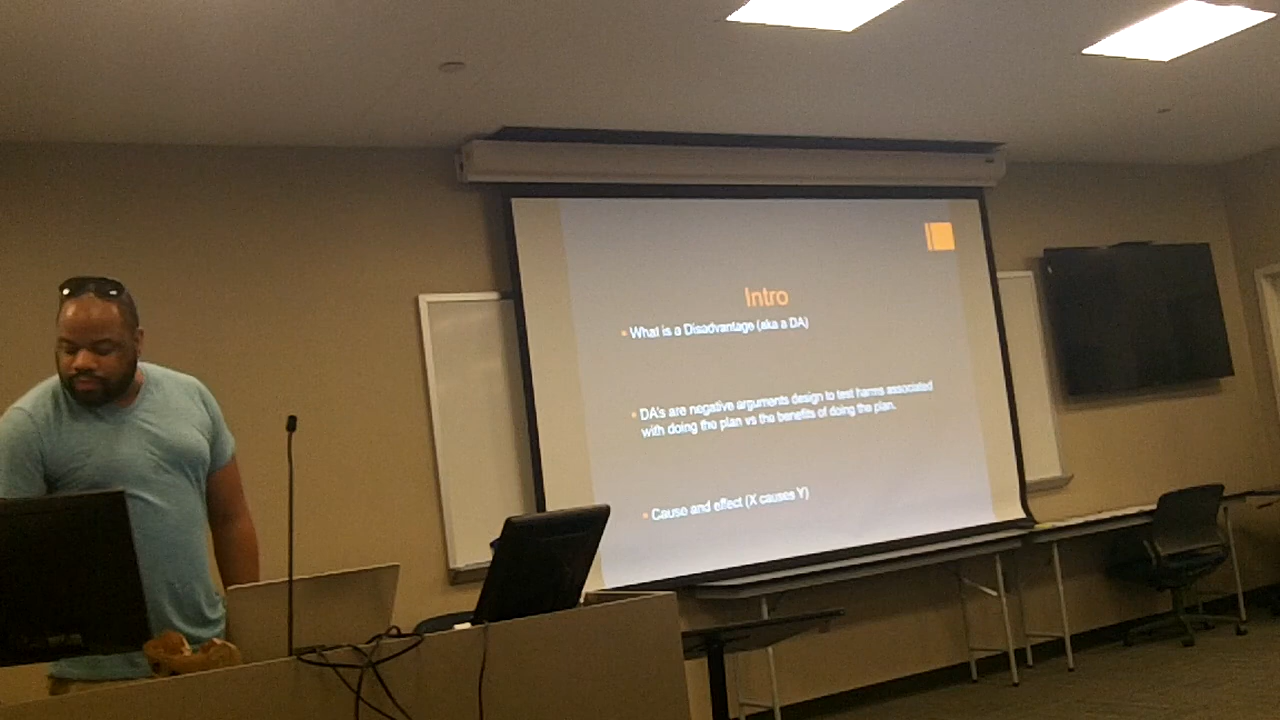 Intro
What is a Disadvantage (aka a DA)
DA's are negative arguments design to test harms associated
with doing the plan vs the benefits of doing the plan.
Cause and effect (X causes Y)